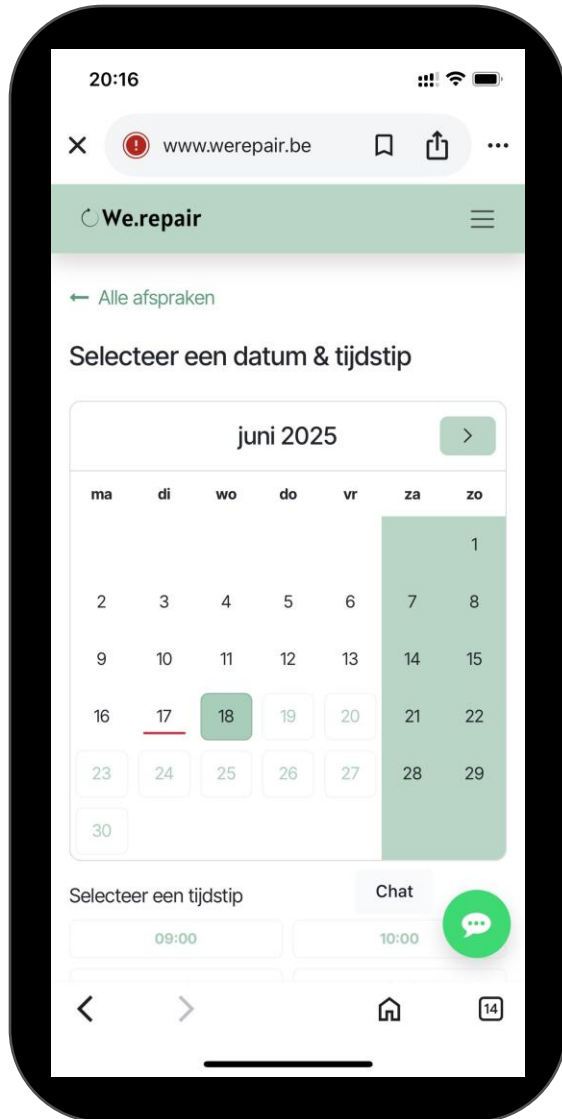 20:16
www.werepair.be
We.repair
← Alle afspraken
Selecteer een datum & tijdstip
juni 2025
ma di wo do vr za zo
1
2 3 4 5 6 7 8
9 10 11 12 13 14 15
16 17 18 19 20 21 22
23 24 25 26 27 28 29
30
Selecteer een tijdstip
Chat
09:00 10:00
14